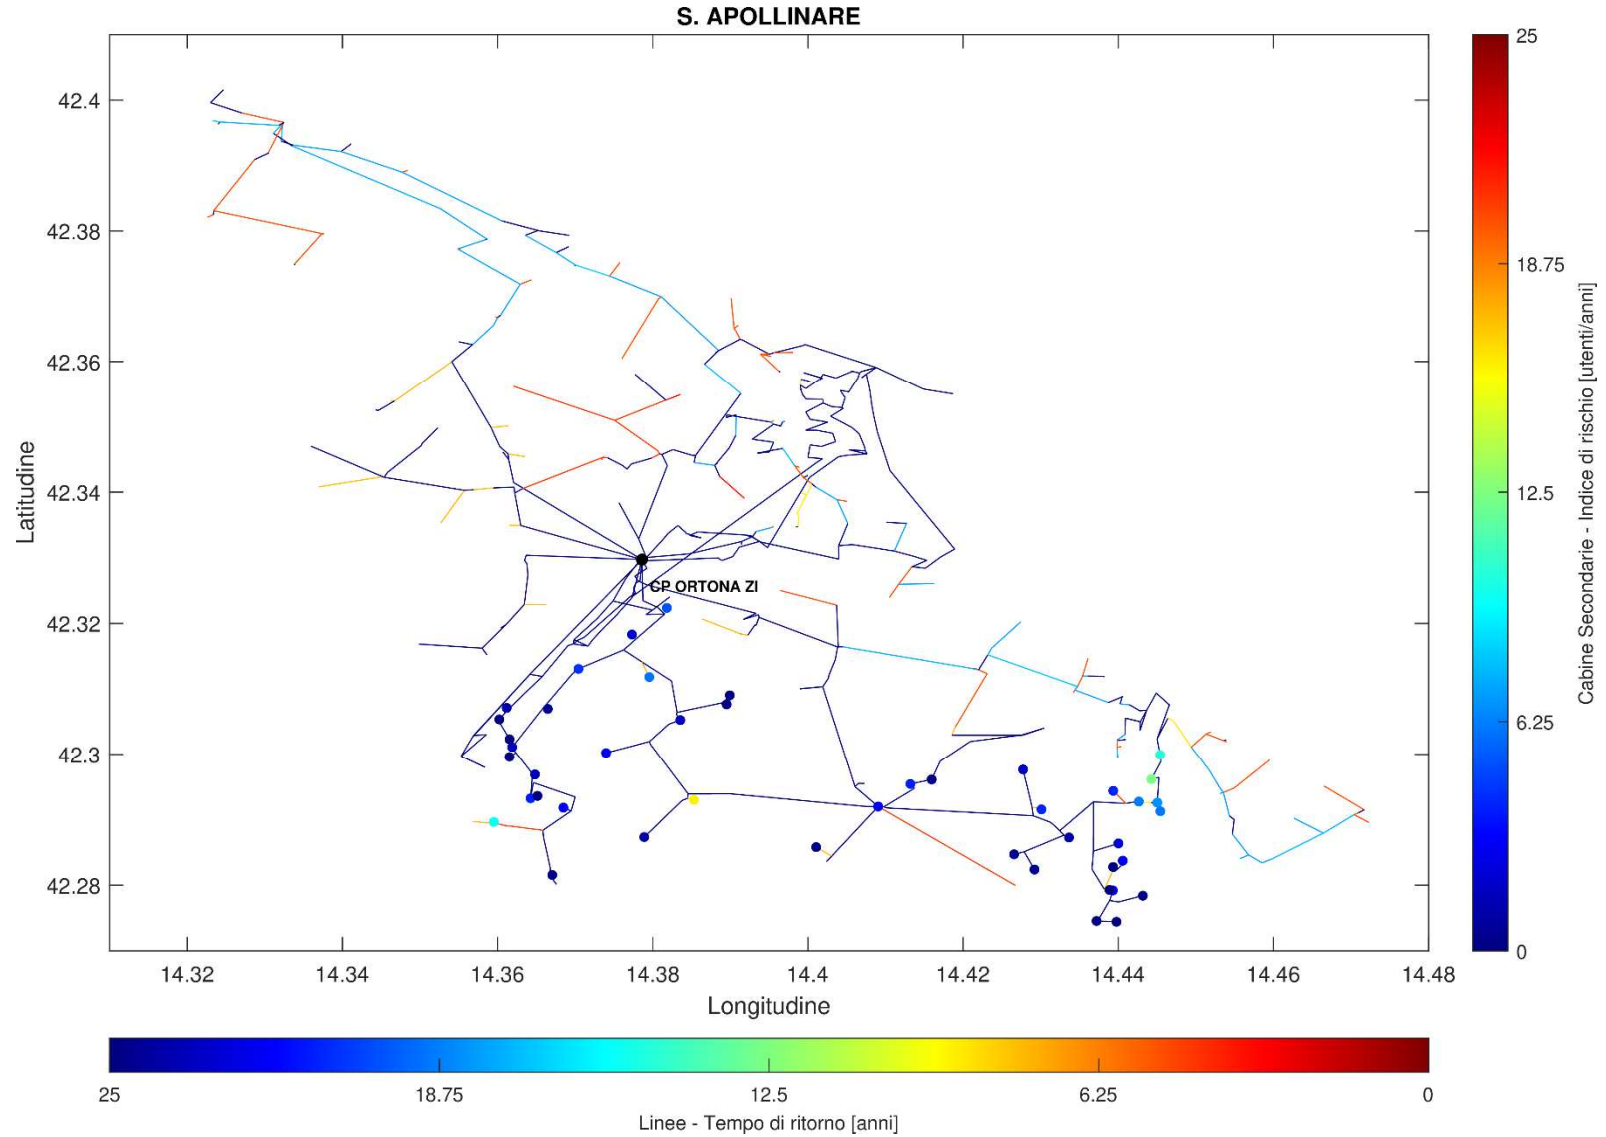 S. APOLLINARE
42.4
42.38
42.36
42.34
42.32
42.3
42.28
Latitudine
CP ORTONA ZI
14.32 14.34 14.36 14.38 14.4 14.42 14.44 14.46 14.48
Longitudine
25
18.75
12.5
6.25
0
Cabine Secondarie - Indice di rischio [utenti/anni]
25 18.75 12.5 6.25 0
Linee - Tempo di ritorno [anni]